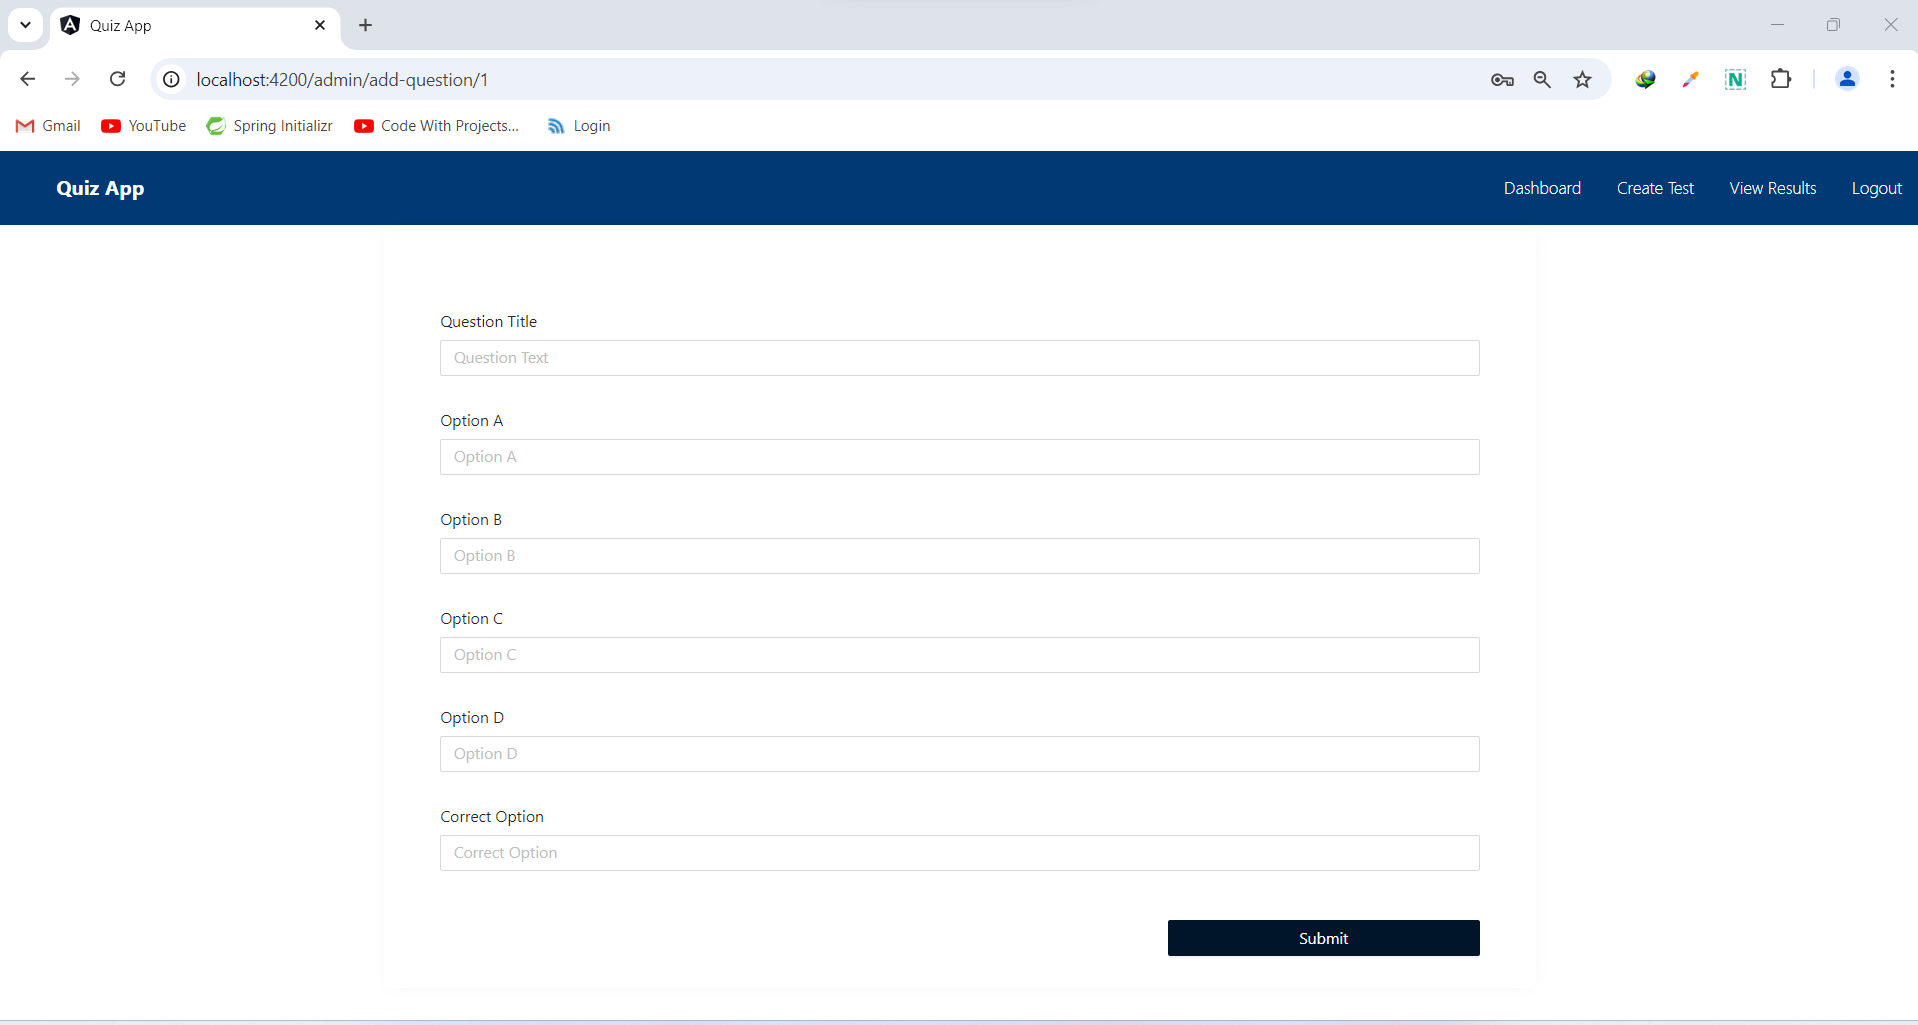 Quiz App
localhost:4200/admin/add-question/1
Gmail YouTube Spring Initializr Code With Projects... Login
Quiz App Dashboard Create Test View Results Logout
Question Title
Question Text
Option A
Option A
Option B
Option B
Option C
Option C
Option D
Option D
Correct Option
Correct Option
Submit